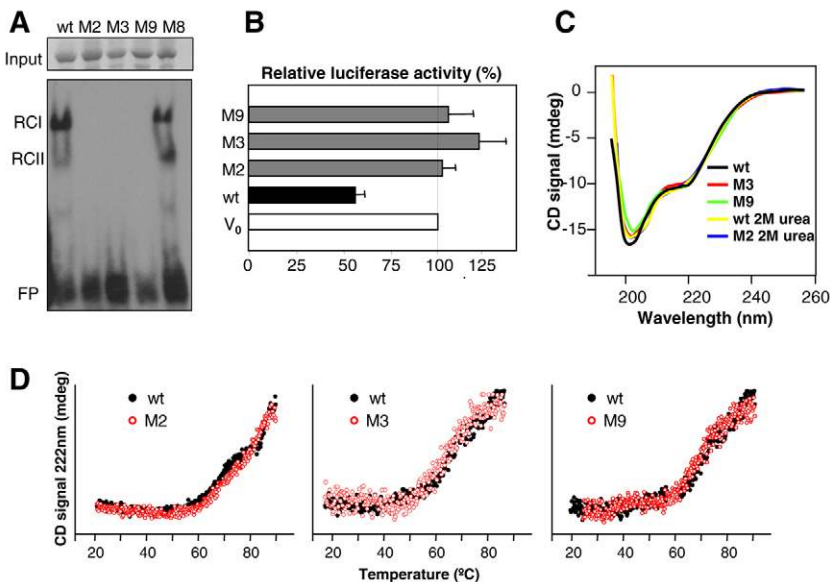 A
wt M2 M3 M9 M8
Input
RCI
RCII
FP
B
Relative luciferase activity (%)
M9
M3
M2
wt
V0
0 25 50 75 100 125
C
CD signal (mdeg)
0
-5
-10
-15
wt
M3
M9
wt 2M urea
M2 2M urea
200 220 240 260
Wavelength (nm)
D
CD signal 222nm (mdeg)
wt
M2
20 40 60 80
wt
M3
20 40 60 80
wt
M9
20 40 60 80
Temperature (ºC)